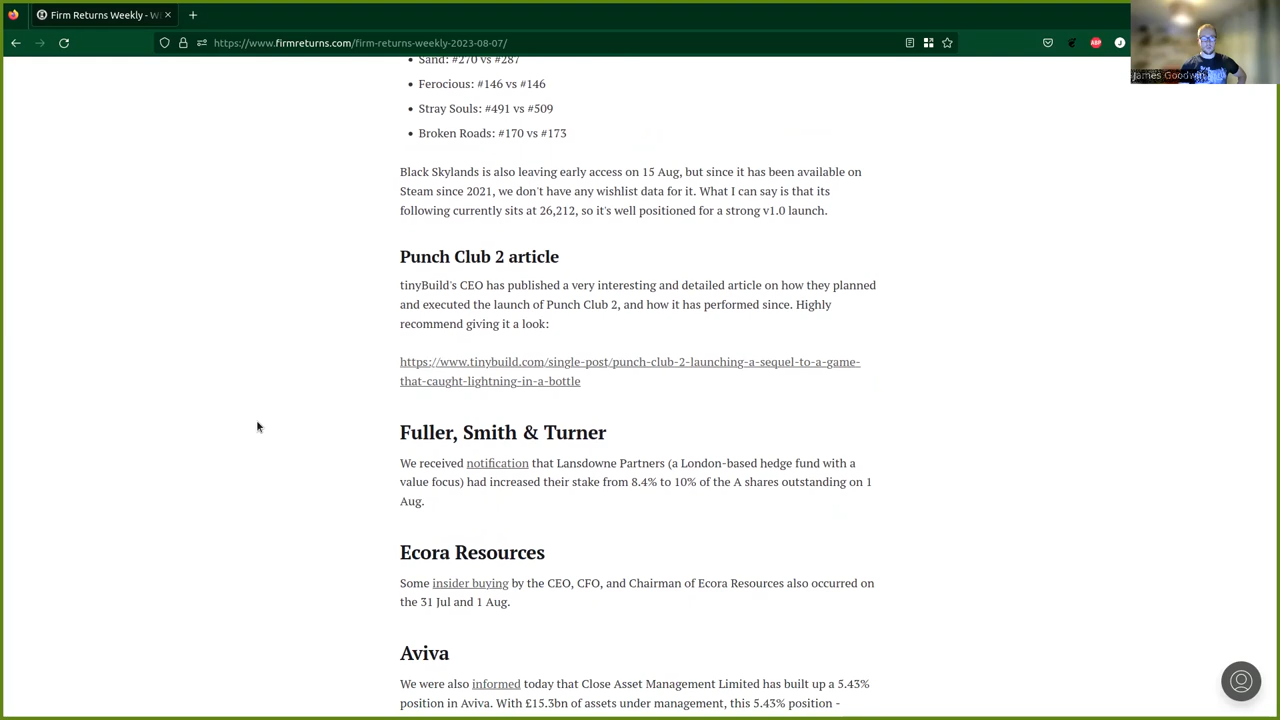 Firm Returns Weekly - W
https://www.firmreturns.com/firm-returns-weekly-2023-08-07/
ABP
J
James Goodwin
Sand: #270 vs #287
Ferocious: #146 vs #146
Stray Souls: #491 vs #509
Broken Roads: #170 vs #173
Black Skylands is also leaving early access on 15 Aug, but since it has been available on
Steam since 2021, we don't have any wishlist data for it. What I can say is that its
following currently sits at 26,212, so it's well positioned for a strong v1.0 launch.
Punch Club 2 article
tinyBuild's CEO has published a very interesting and detailed article on how they planned
and executed the launch of Punch Club 2, and how it has performed since. Highly
recommend giving it a look:
https://www.tinybuild.com/single-post/punch-club-2-launching-a-sequel-to-a-game-
that-caught-lightning-in-a-bottle
Fuller, Smith & Turner
We received notification that Lansdowne Partners (a London-based hedge fund with a
value focus) had increased their stake from 8.4% to 10% of the A shares outstanding on 1
Aug.
Ecora Resources
Some insider buying by the CEO, CFO, and Chairman of Ecora Resources also occurred on
the 31 Jul and 1 Aug.
Aviva
We were also informed today that Close Asset Management Limited has built up a 5.43%
position in Aviva. With £15.3bn of assets under management, this 5.43% position -